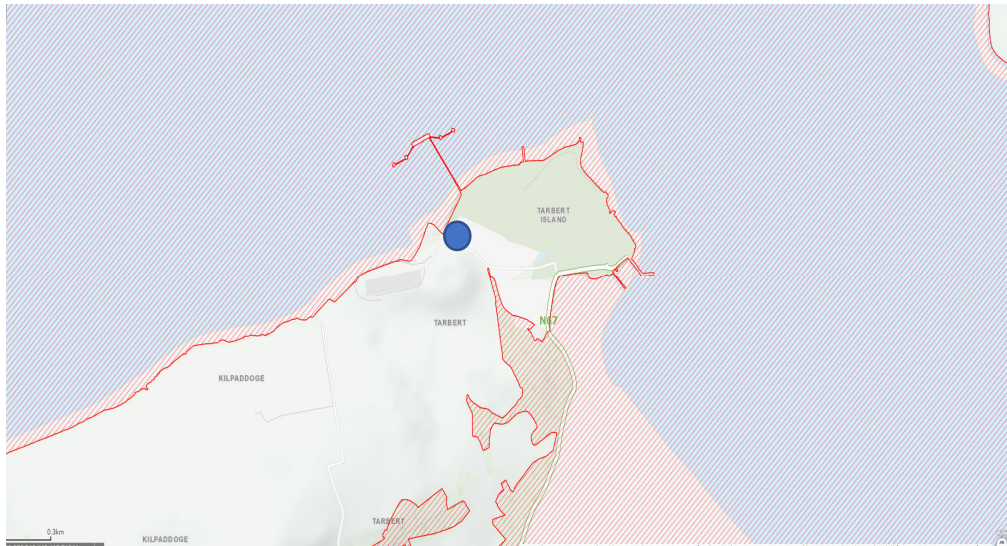 TARBERT
ISLAND
N67
TARBERT
KILPADDOGE
TARBERT
0.3km
KILPADDOGE